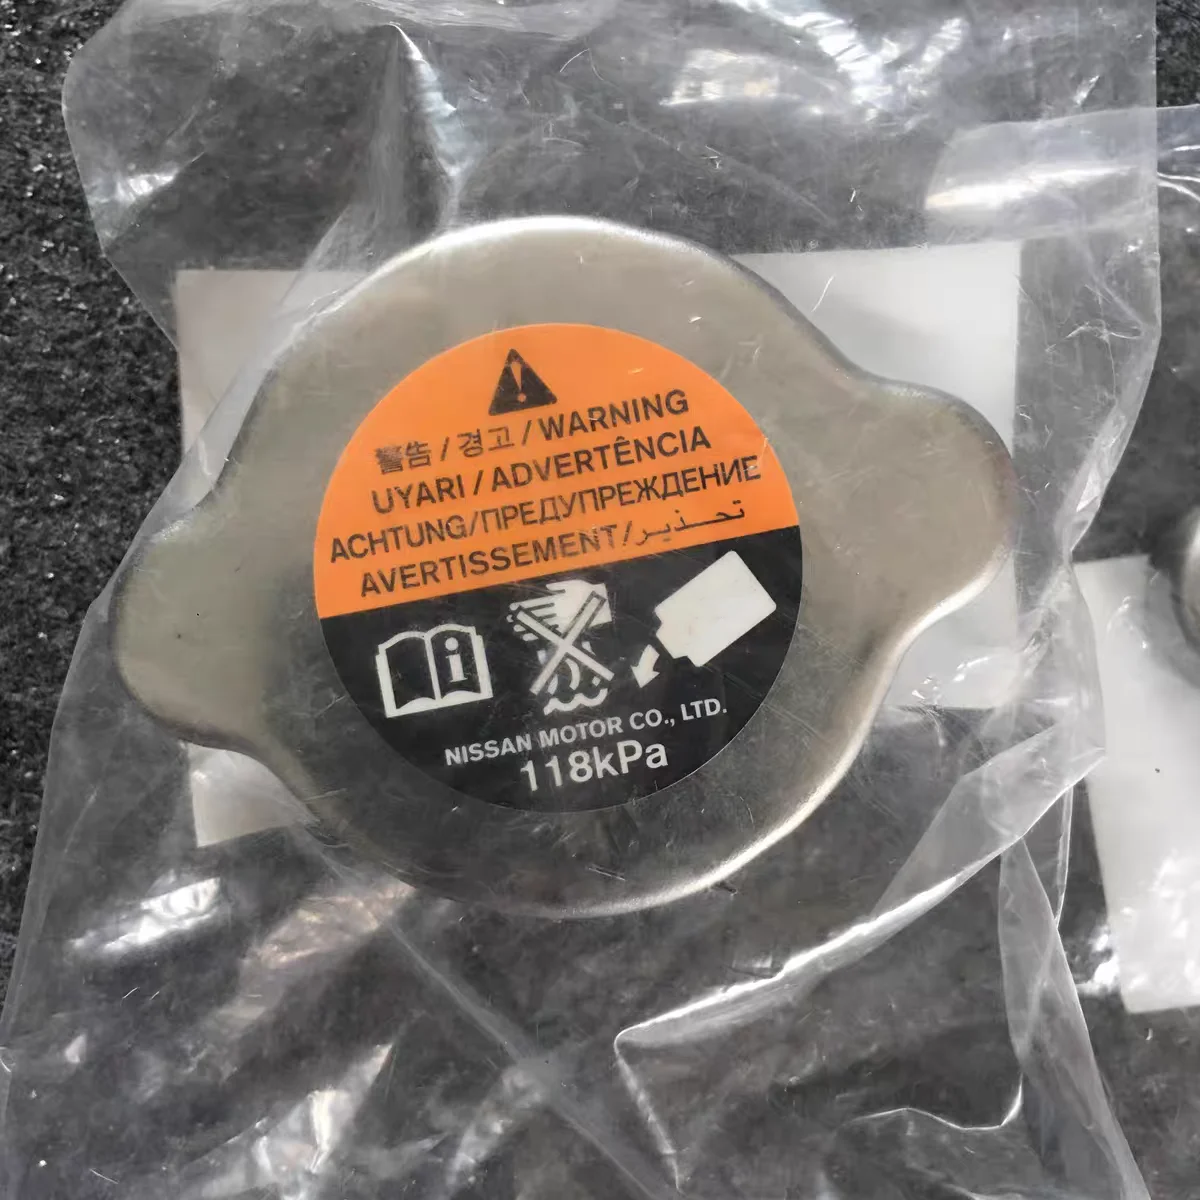 警告 / 경고 / WARNING
UYARI / ADVERTÊNCIA
ACHTUNG/ПРЕДУПРЕЖДЕНИЕ
AVERTISSEMENT/تحذير
NISSAN MOTOR CO., LTD.
118kPa